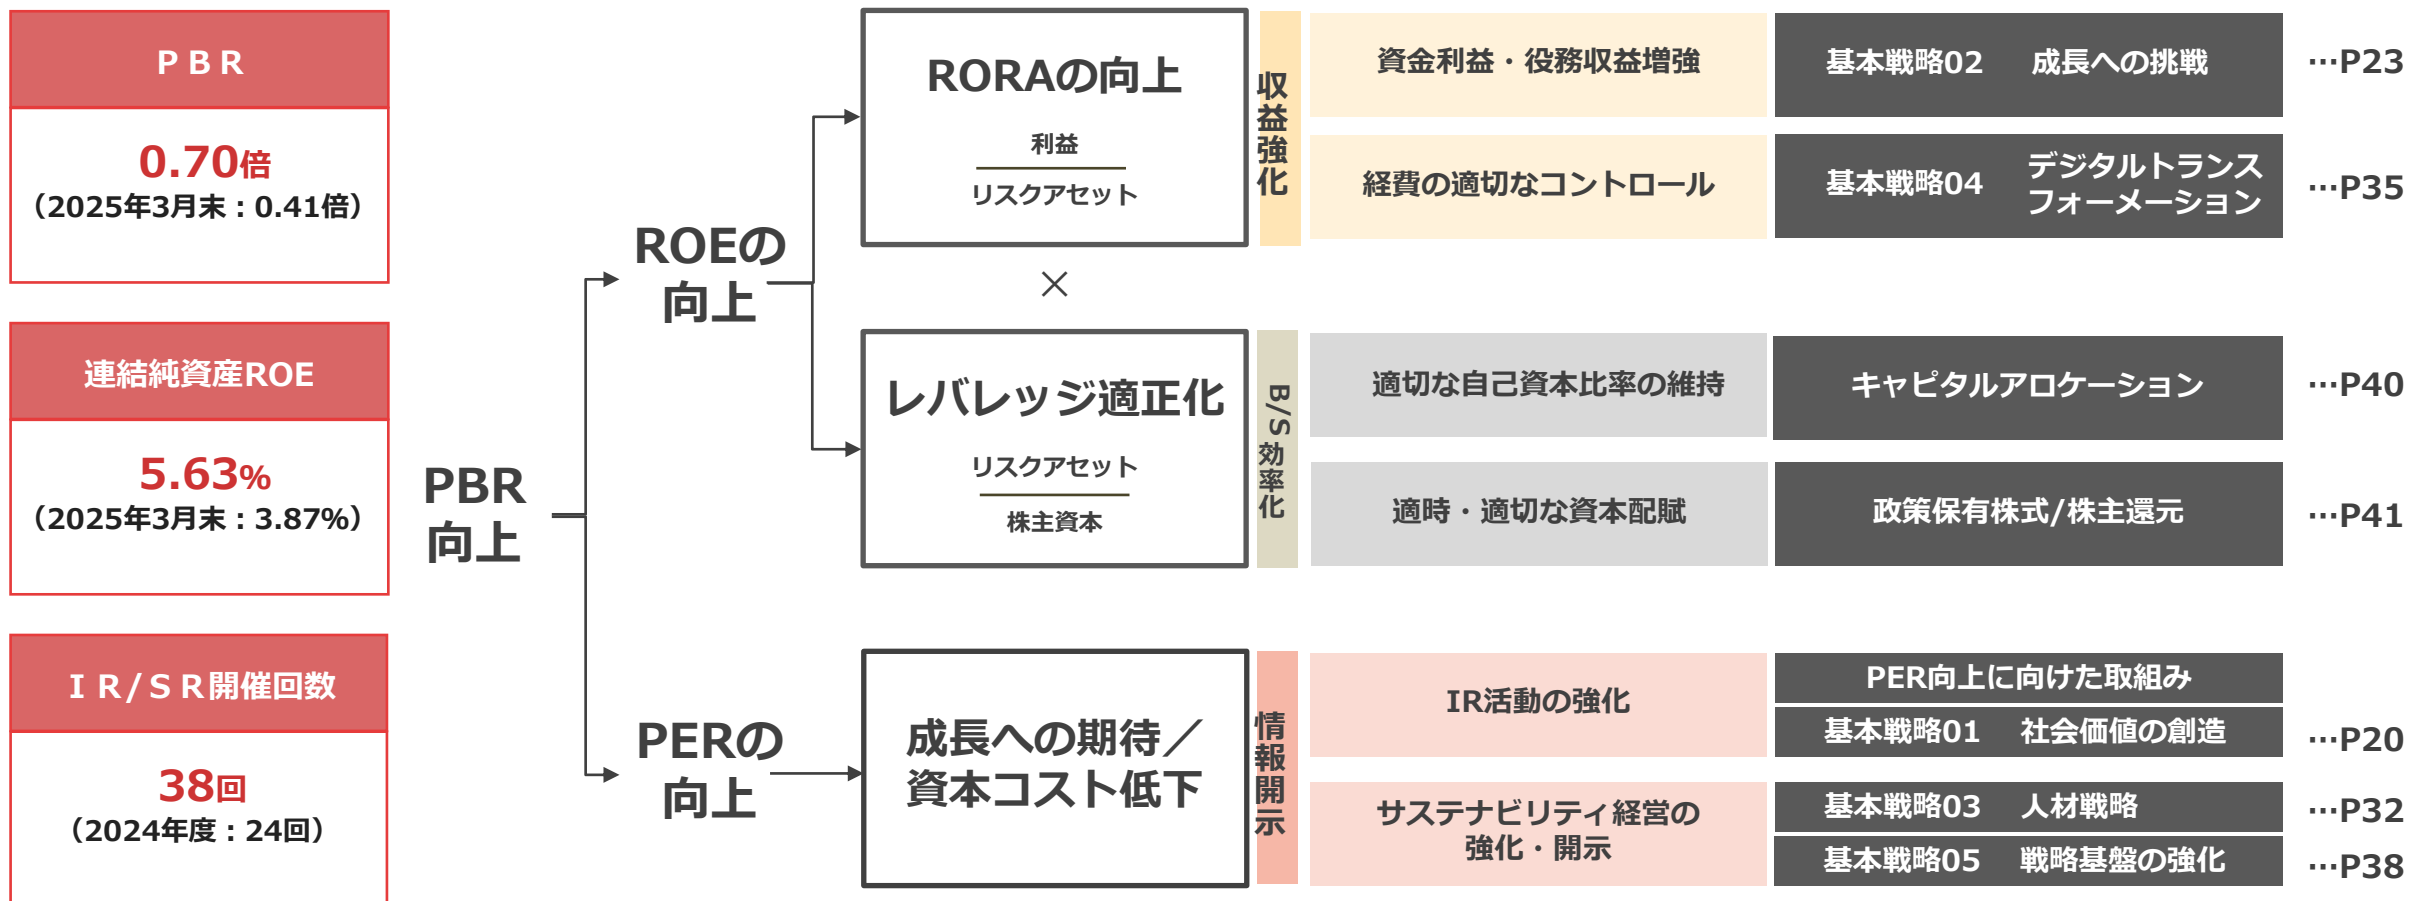 ＰＢＲ
0.70倍
（2025年3月末：0.41倍）
連結純資産ROE
5.63%
（2025年3月末：3.87%）
ＩＲ/ＳＲ開催回数
38回
（2024年度：24回）
PBR
向上
ROEの
向上
PERの
向上
RORAの向上
利益
リスクアセット
×
レバレッジ適正化
リスクアセット
株主資本
成長への期待／
資本コスト低下
収益強化
B/S効率化
情報開示
資金利益・役務収益増強
基本戦略02 成長への挑戦
…P23
経費の適切なコントロール
基本戦略04 デジタルトランス
フォーメーション
…P35
適切な自己資本比率の維持
キャピタルアロケーション
…P40
適時・適切な資本配賦
政策保有株式/株主還元
…P41
IR活動の強化
PER向上に向けた取組み
基本戦略01 社会価値の創造
…P20
サステナビリティ経営の
強化・開示
基本戦略03 人材戦略
…P32
基本戦略05 戦略基盤の強化
…P38